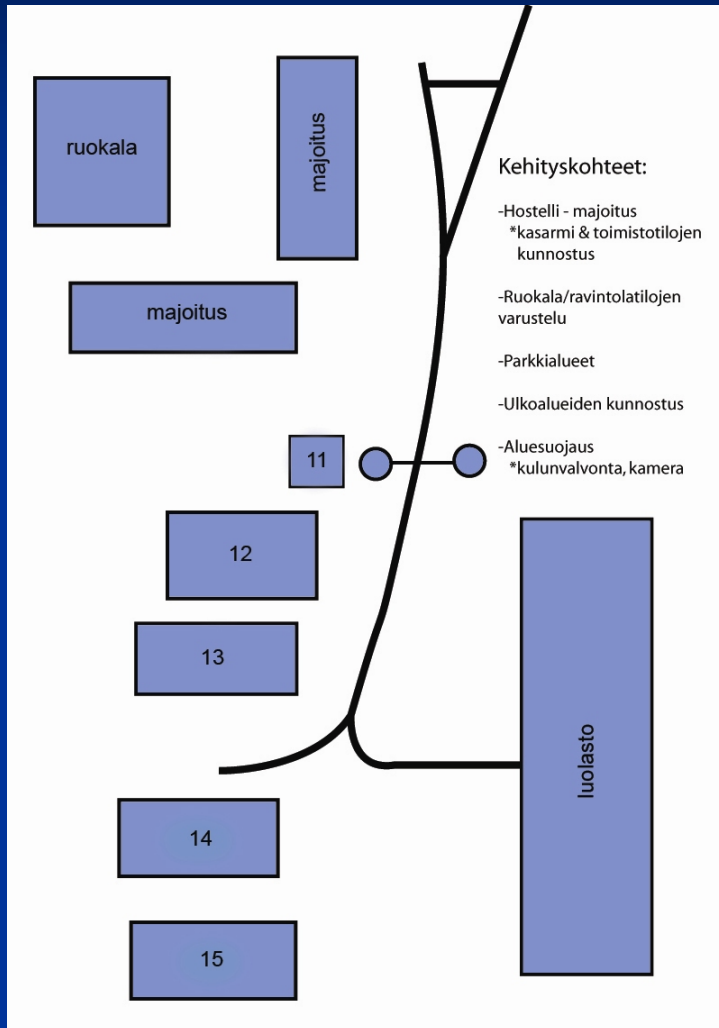 ruokala
majoitus
majoitus
Kehityskohteet:
-Hostelli - majoitus
*kasarmi & toimistotilojen
kunnostus
-Ruokala/ravintolatilojen
varustelu
-Parkkialueet
-Ulkoalueiden kunnostus
-Aluesuojaus
*kulunvalvonta, kamera
11
12
13
14
15
luolasto